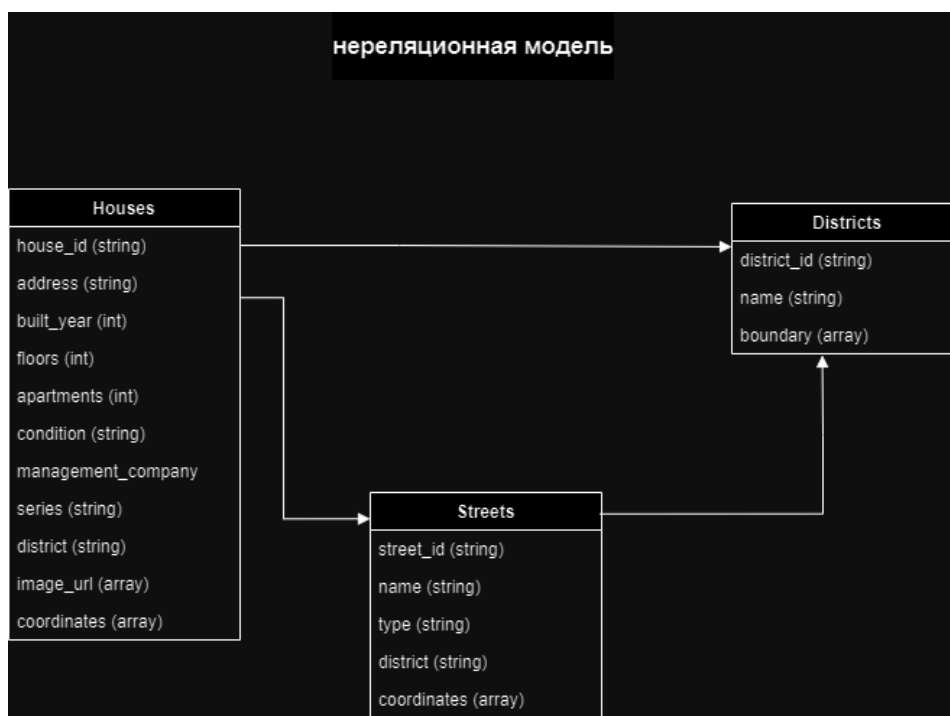 нереляционная модель
Houses
house_id (string)
address (string)
built_year (int)
floors (int)
apartments (int)
condition (string)
management_company
series (string)
district (string)
image_url (array)
coordinates (array)
Districts
district_id (string)
name (string)
boundary (array)
Streets
street_id (string)
name (string)
type (string)
district (string)
coordinates (array)